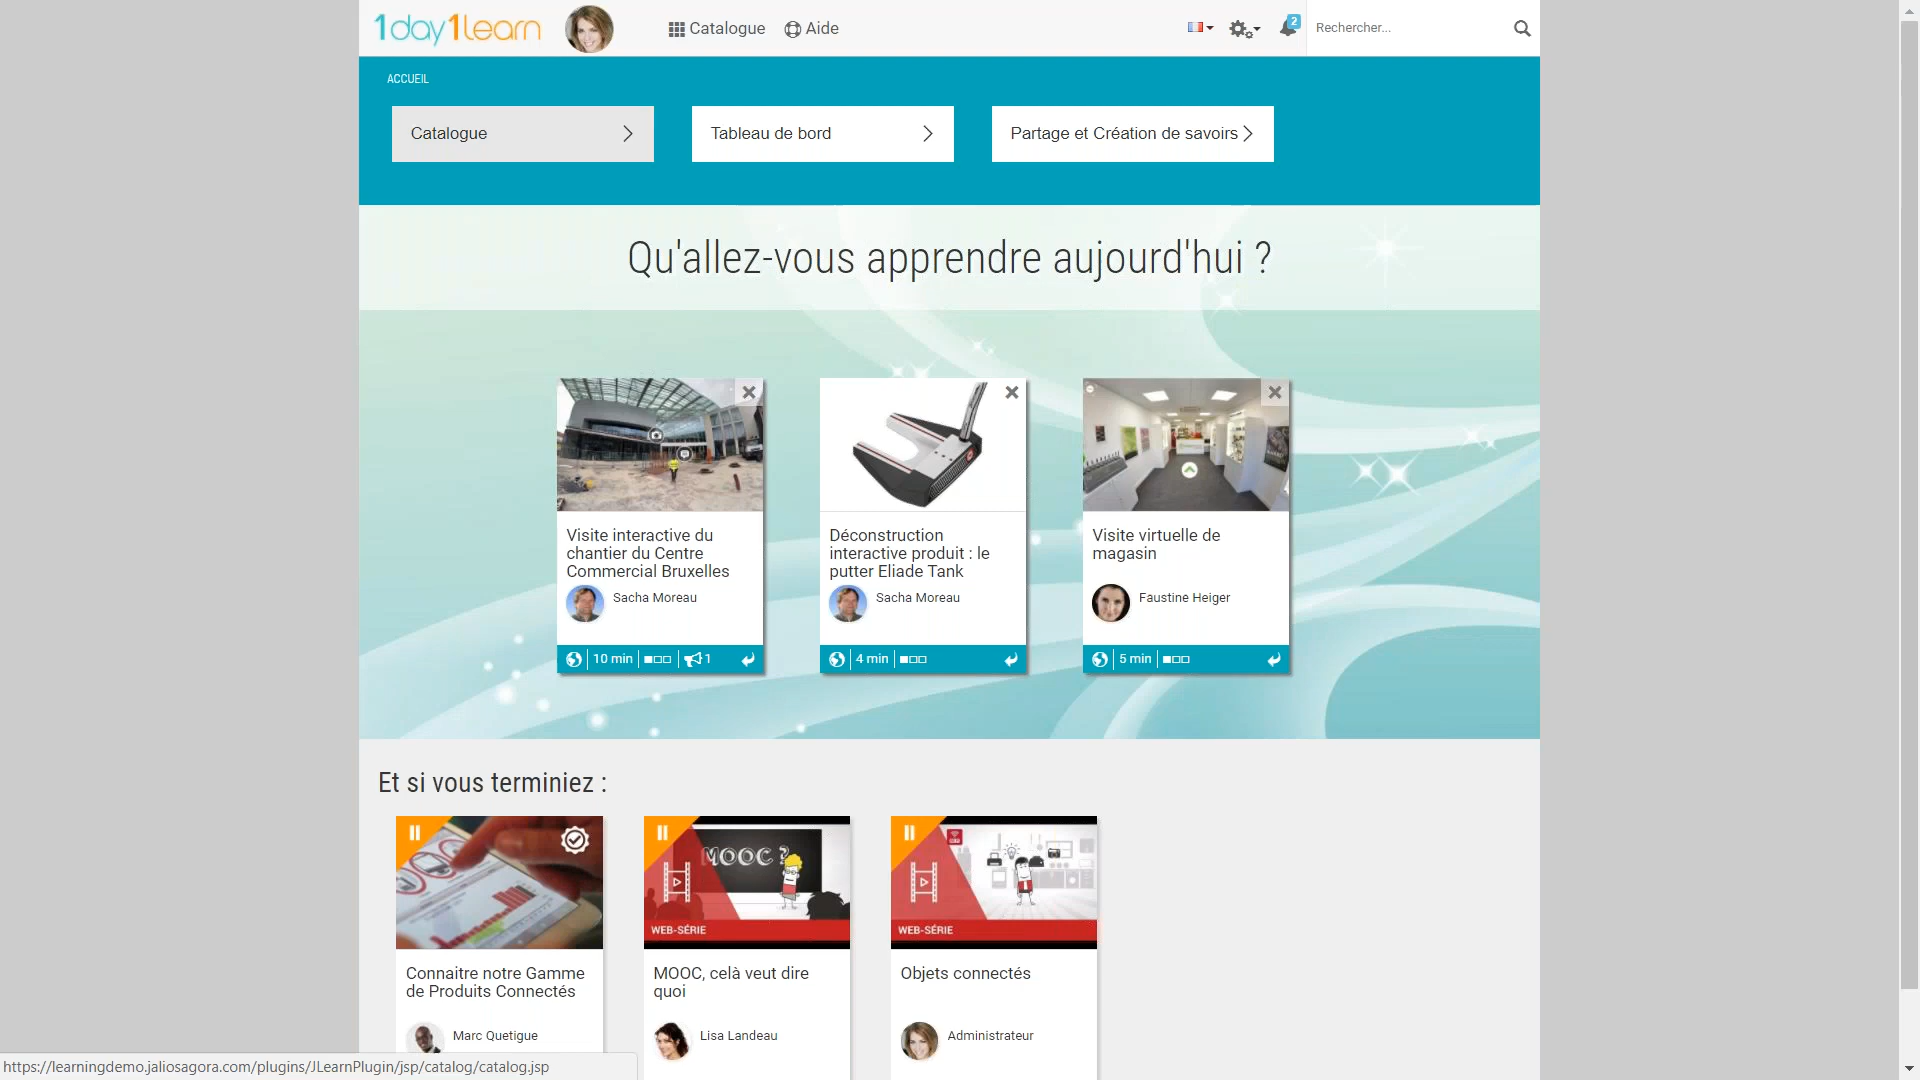 1day1learn
Catalogue
Aide
2
Rechercher...
ACCUEIL
Catalogue
Tableau de bord
Partage et Création de savoirs
Qu'allez-vous apprendre aujourd'hui ?
Visite interactive du
chantier du Centre
Commercial Bruxelles
Sacha Moreau
10 min
1
Déconstruction
interactive produit : le
putter Eliade Tank
Sacha Moreau
4 min
Visite virtuelle de
magasin
Faustine Heiger
5 min
Et si vous terminiez :
Connaitre notre Gamme
de Produits Connectés
Marc Quetigue
MOOC ?
WEB-SÉRIE
MOOC, celà veut dire
quoi
Lisa Landeau
WEB-SÉRIE
Objets connectés
Administrateur
https://learningdemo.jaliosagora.com/plugins/JLearnPlugin/jsp/catalog/catalog.jsp